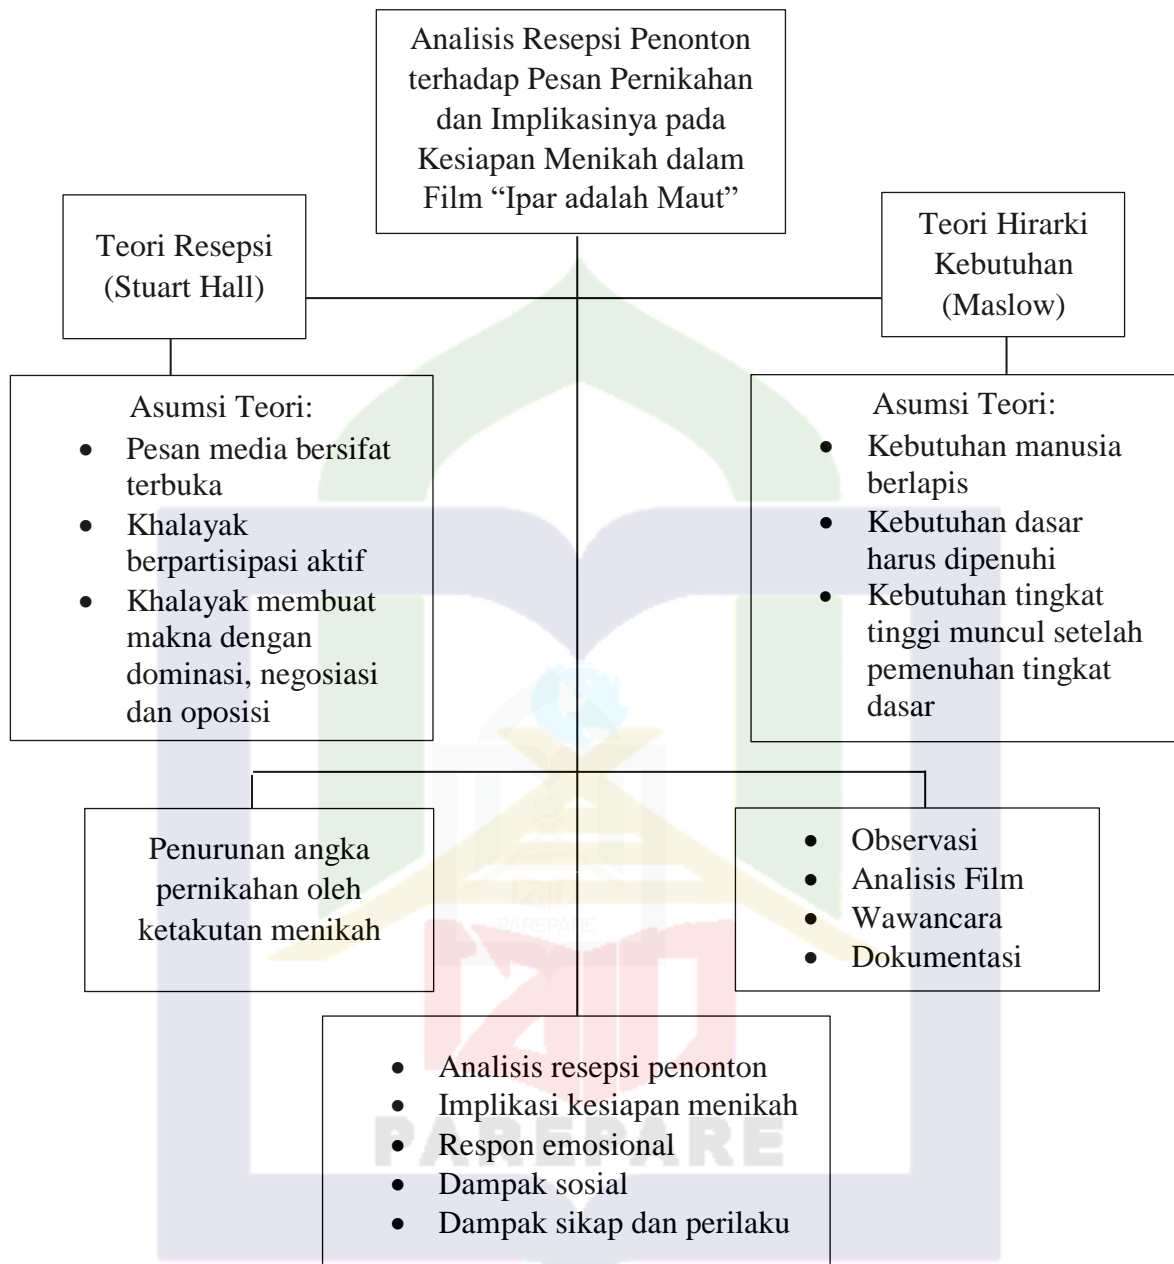 Analisis Resepsi Penonton
terhadap Pesan Pernikahan
dan Implikasinya pada
Kesiapan Menikah dalam
Film “Ipar adalah Maut”
Teori Resepsi
(Stuart Hall)
Teori Hirarki
Kebutuhan
(Maslow)
Asumsi Teori:
• Pesan media bersifat
terbuka
• Khalayak
berpartisipasi aktif
• Khalayak membuat
makna dengan
dominasi, negosiasi
dan oposisi
Asumsi Teori:
• Kebutuhan manusia
berlapis
• Kebutuhan dasar
harus dipenuhi
• Kebutuhan tingkat
tinggi muncul setelah
pemenuhan tingkat
dasar
Penurunan angka
pernikahan oleh
ketakutan menikah
• Observasi
• Analisis Film
• Wawancara
• Dokumentasi
PAREPARE
• Analisis resepsi penonton
• Implikasi kesiapan menikah
• Respon emosional
• Dampak sosial
• Dampak sikap dan perilaku
PAREPARE